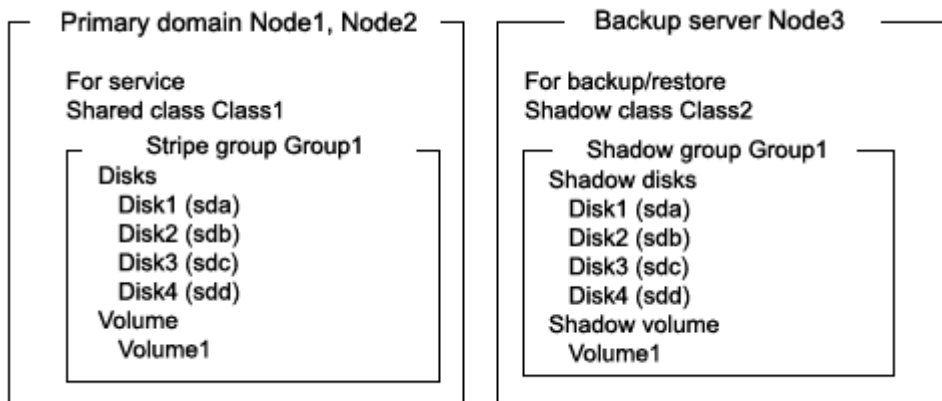 Primary domain Node1, Node2
For service
Shared class Class1
Stripe group Group1
Disks
Disk1 (sda)
Disk2 (sdb)
Disk3 (sdc)
Disk4 (sdd)
Volume
Volume1
Backup server Node3
For backup/restore
Shadow class Class2
Shadow group Group1
Shadow disks
Disk1 (sda)
Disk2 (sdb)
Disk3 (sdc)
Disk4 (sdd)
Shadow volume
Volume1